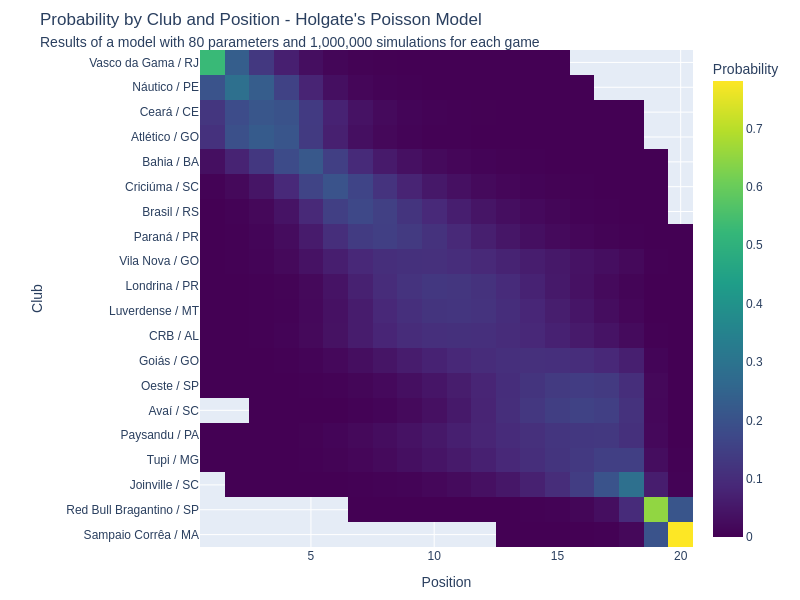 Probability by Club and Position - Holgate's Poisson Model
Results of a model with 80 parameters and 1,000,000 simulations for each game
Probability
Club
Vasco da Gama / RJ
Náutico / PE
Ceará / CE
Atlético / GO
Bahia / BA
Criciúma / SC
Brasil / RS
Paraná / PR
Vila Nova / GO
Londrina / PR
Luverdense / MT
CRB / AL
Goiás / GO
Oeste / SP
Avaí / SC
Paysandu / PA
Tupi / MG
Joinville / SC
Red Bull Bragantino / SP
Sampaio Corrêa / MA
0.7
0.6
0.5
0.4
0.3
0.2
0.1
0
5 10 15 20
Position